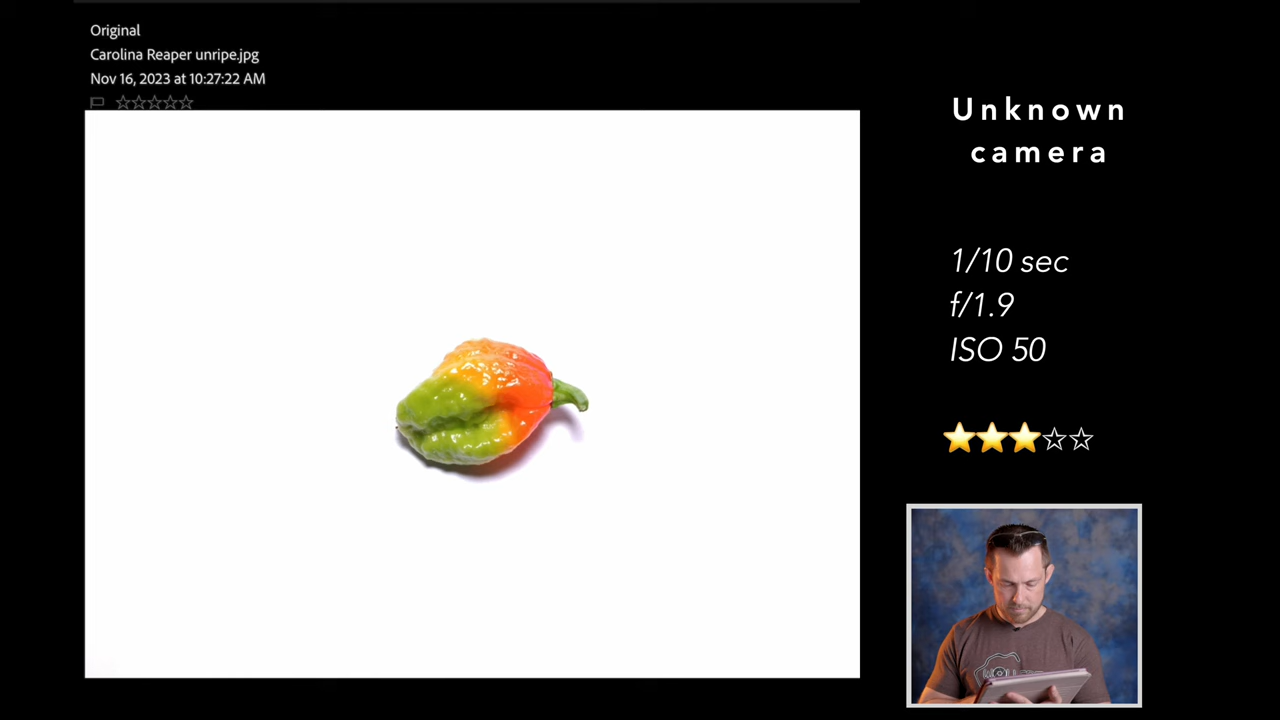 Original
Carolina Reaper unripe.jpg
Nov 16, 2023 at 10:27:22 AM
Unknown
camera
1/10 sec
f/1.9
ISO 50